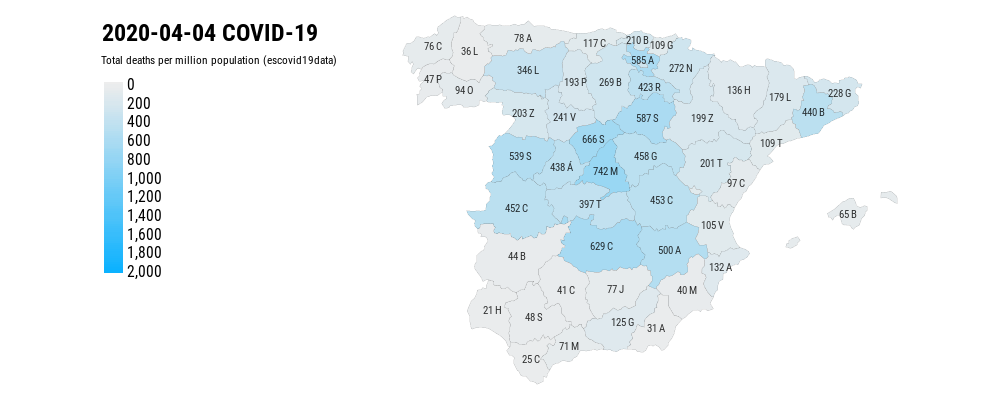 2020-04-04 COVID-19
Total deaths per million population (escovid19data)
0
200
400
600
800
1,000
1,200
1,400
1,600
1,800
2,000
76 C
36 L
78 A
117 C
210 B
109 G
585 A
272 N
47 P
94 O
346 L
193 P
269 B
423 R
136 H
179 L
228 G
440 B
203 Z
241 V
587 S
199 Z
109 T
666 S
539 S
438 Á
742 M
458 G
201 T
97 C
452 C
397 T
453 C
65 B
105 V
44 B
629 C
500 A
132 A
41 C
77 J
40 M
21 H
48 S
125 G
31 A
71 M
25 C